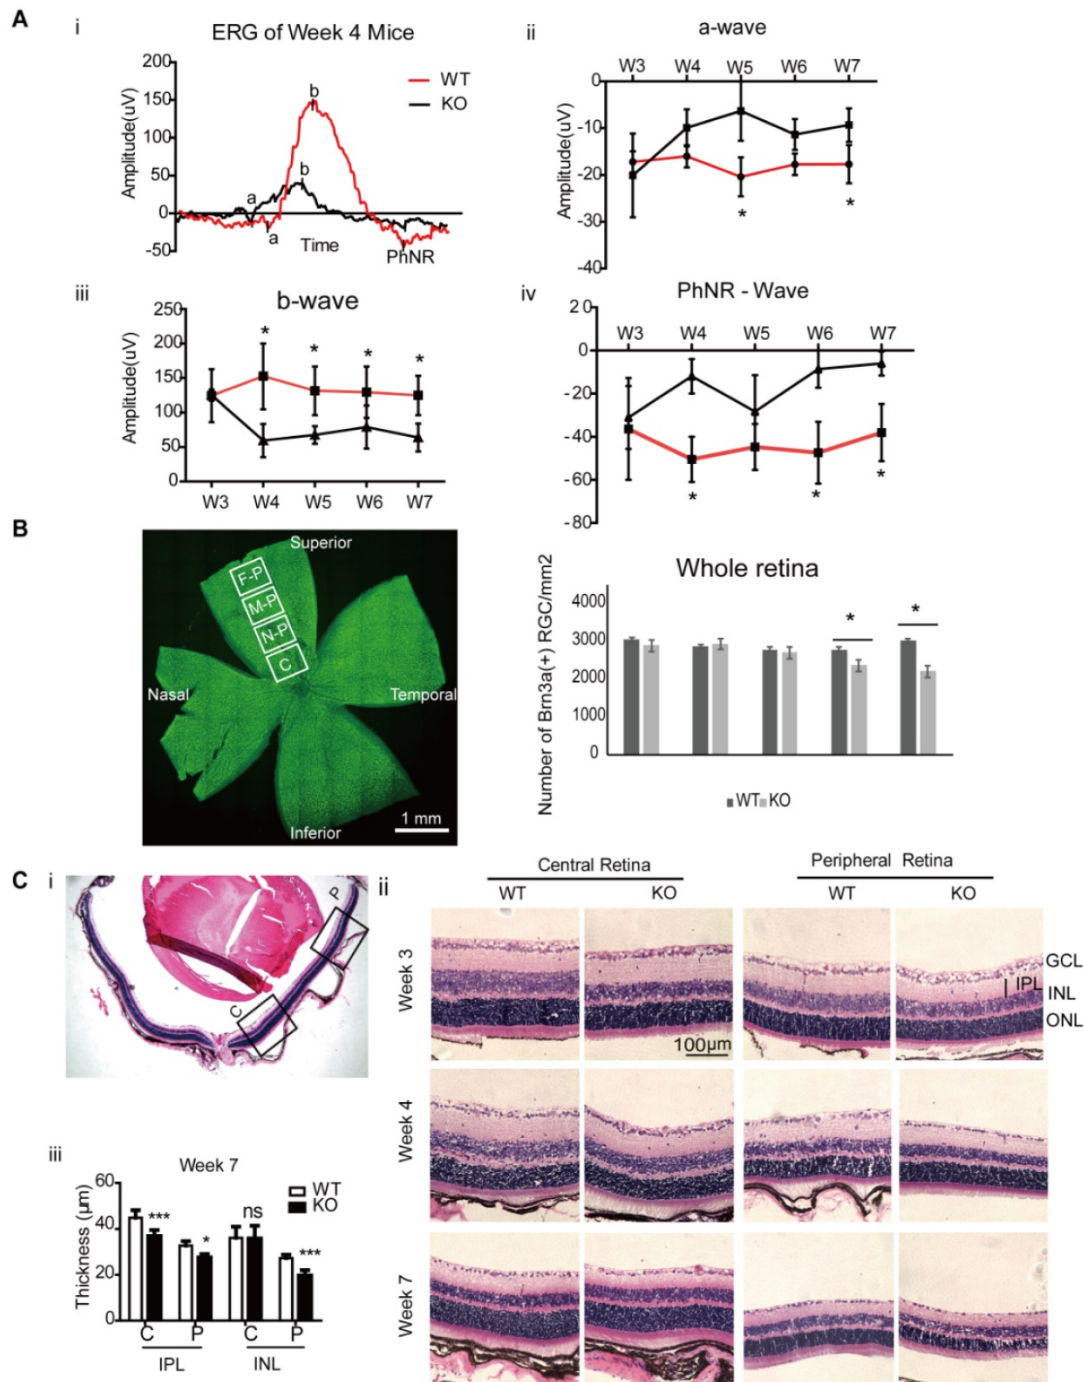 A
i
ERG of Week 4 Mice
200
150
100
50
0
-50
Amplitude(uV)
WT
KO
b
b
a
a
Time
PhNR
ii
a-wave
W3 W4 W5 W6 W7
0
-10
-20
-30
-40
Amplitude(uV)
*
*
iii
b-wave
250
200
150
100
50
0
Amplitude(uV)
* * * *
W3 W4 W5 W6 W7
iv
PhNR - Wave
20
0
-20
-40
-60
-80
Amplitude(uV)
W3 W4 W5 W6 W7
* * *
B
Superior
F-P
M-P
N-P
C
Nasal
Temporal
Inferior
1 mm
Whole retina
Number of Brn3a(+) RGC/mm2
4000
3000
2000
1000
0
* *
WT KO
C
i
P
C
ii
Central Retina
WT KO
Peripheral Retina
WT KO
Week 3
GCL
IPL
INL
ONL
100µm
Week 4
Week 7
iii
Week 7
60
40
20
0
Thickness (µm)
WT
KO
*** * ns ***
C P C P
IPL INL